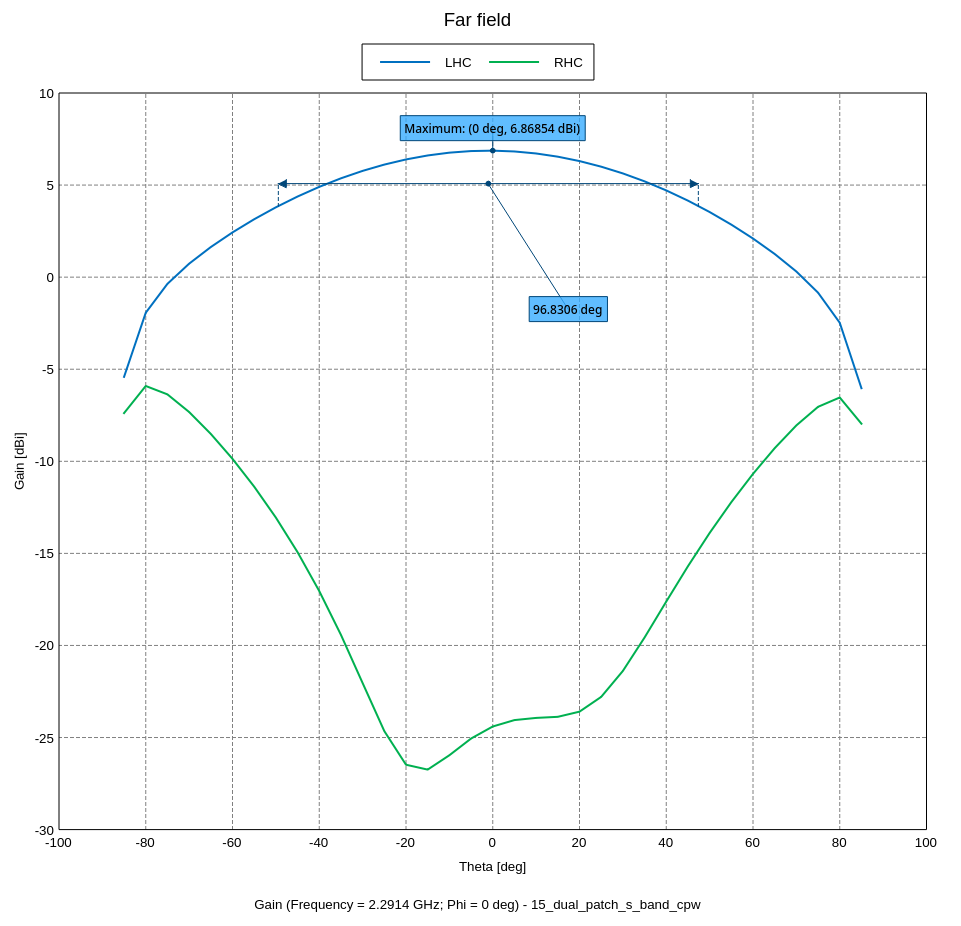 Far field
LHC RHC
10
Maximum: (0 deg, 6.86854 dBi)
5
0
96.8306 deg
-5
-10
Gain [dBi]
-15
-20
-25
-30
-100 -80 -60 -40 -20 0 20 40 60 80 100
Theta [deg]
Gain (Frequency = 2.2914 GHz; Phi = 0 deg) - 15_dual_patch_s_band_cpw